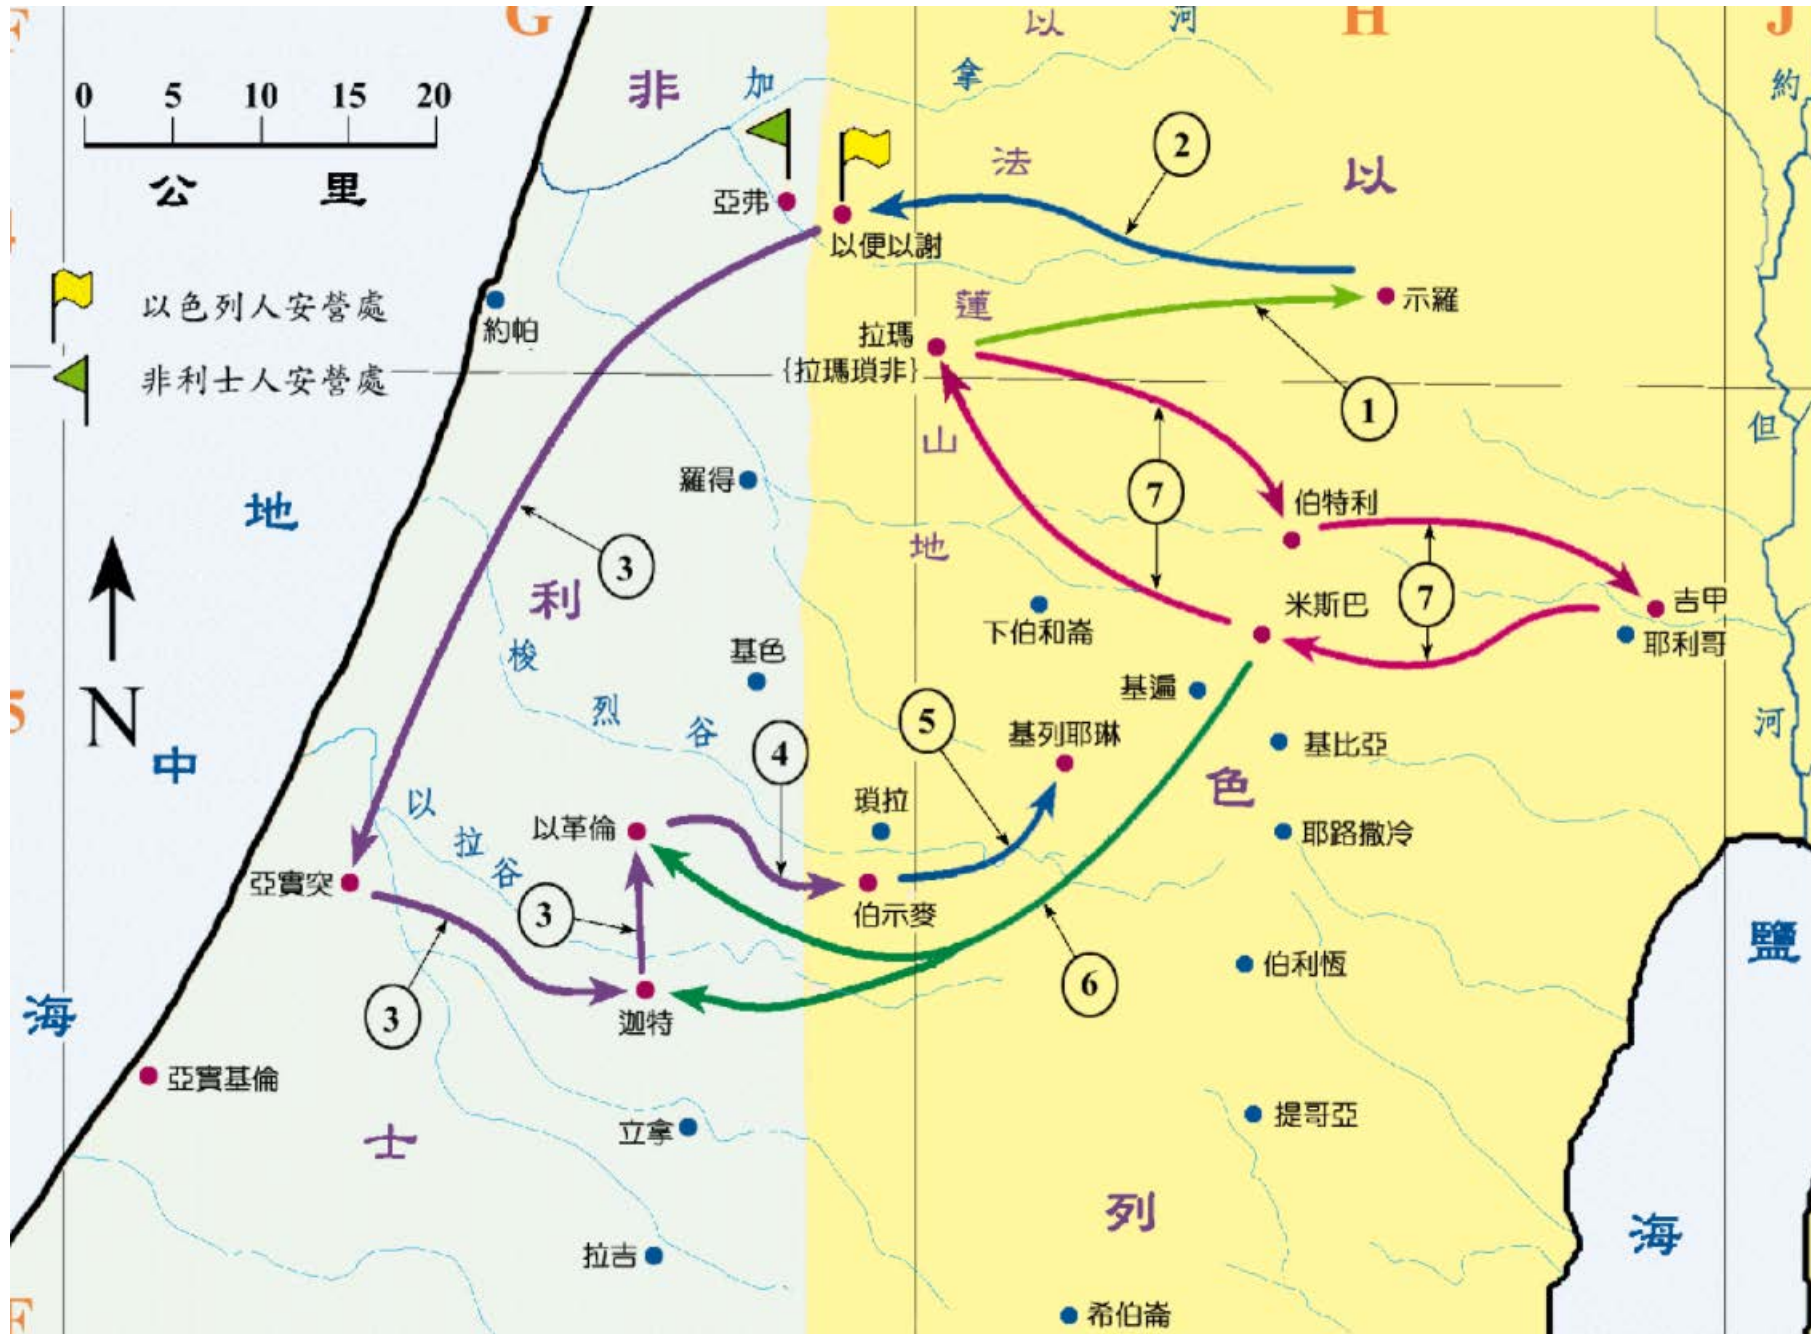 F
G
以
河
H
J
非
加
拿
約
0 5 10 15 20
公里
2
法
以
亞弗
以便以謝
以色列人安營處
示羅
蓮
約帕
拉瑪
{拉瑪瑣非}
非利士人安營處
1
但
山
羅得
7
伯特利
地
地
3
7
利
吉甲
米斯巴
下伯和崙
耶利哥
梭
烈
谷
基色
基遍
5
N
中
4
5
基列耶琳
基比亞
河
色
以
拉
谷
瑣拉
以革倫
耶路撒冷
亞實突
3
伯示麥
鹽
伯利恆
3
6
海
迦特
亞實基倫
士
立拿
提哥亞
列
海
拉吉
希伯崙
F